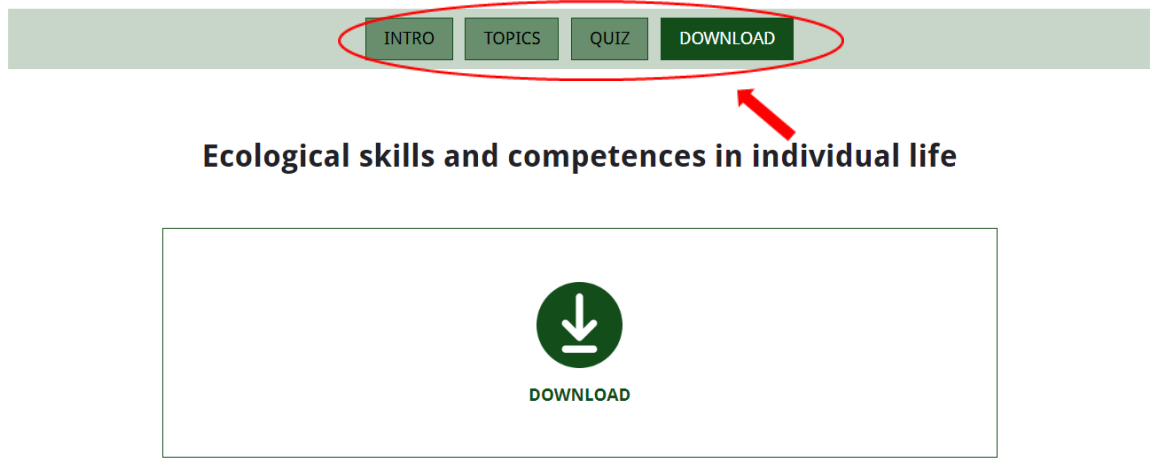 INTRO TOPICS QUIZ DOWNLOAD
Ecological skills and competences in individual life
DOWNLOAD